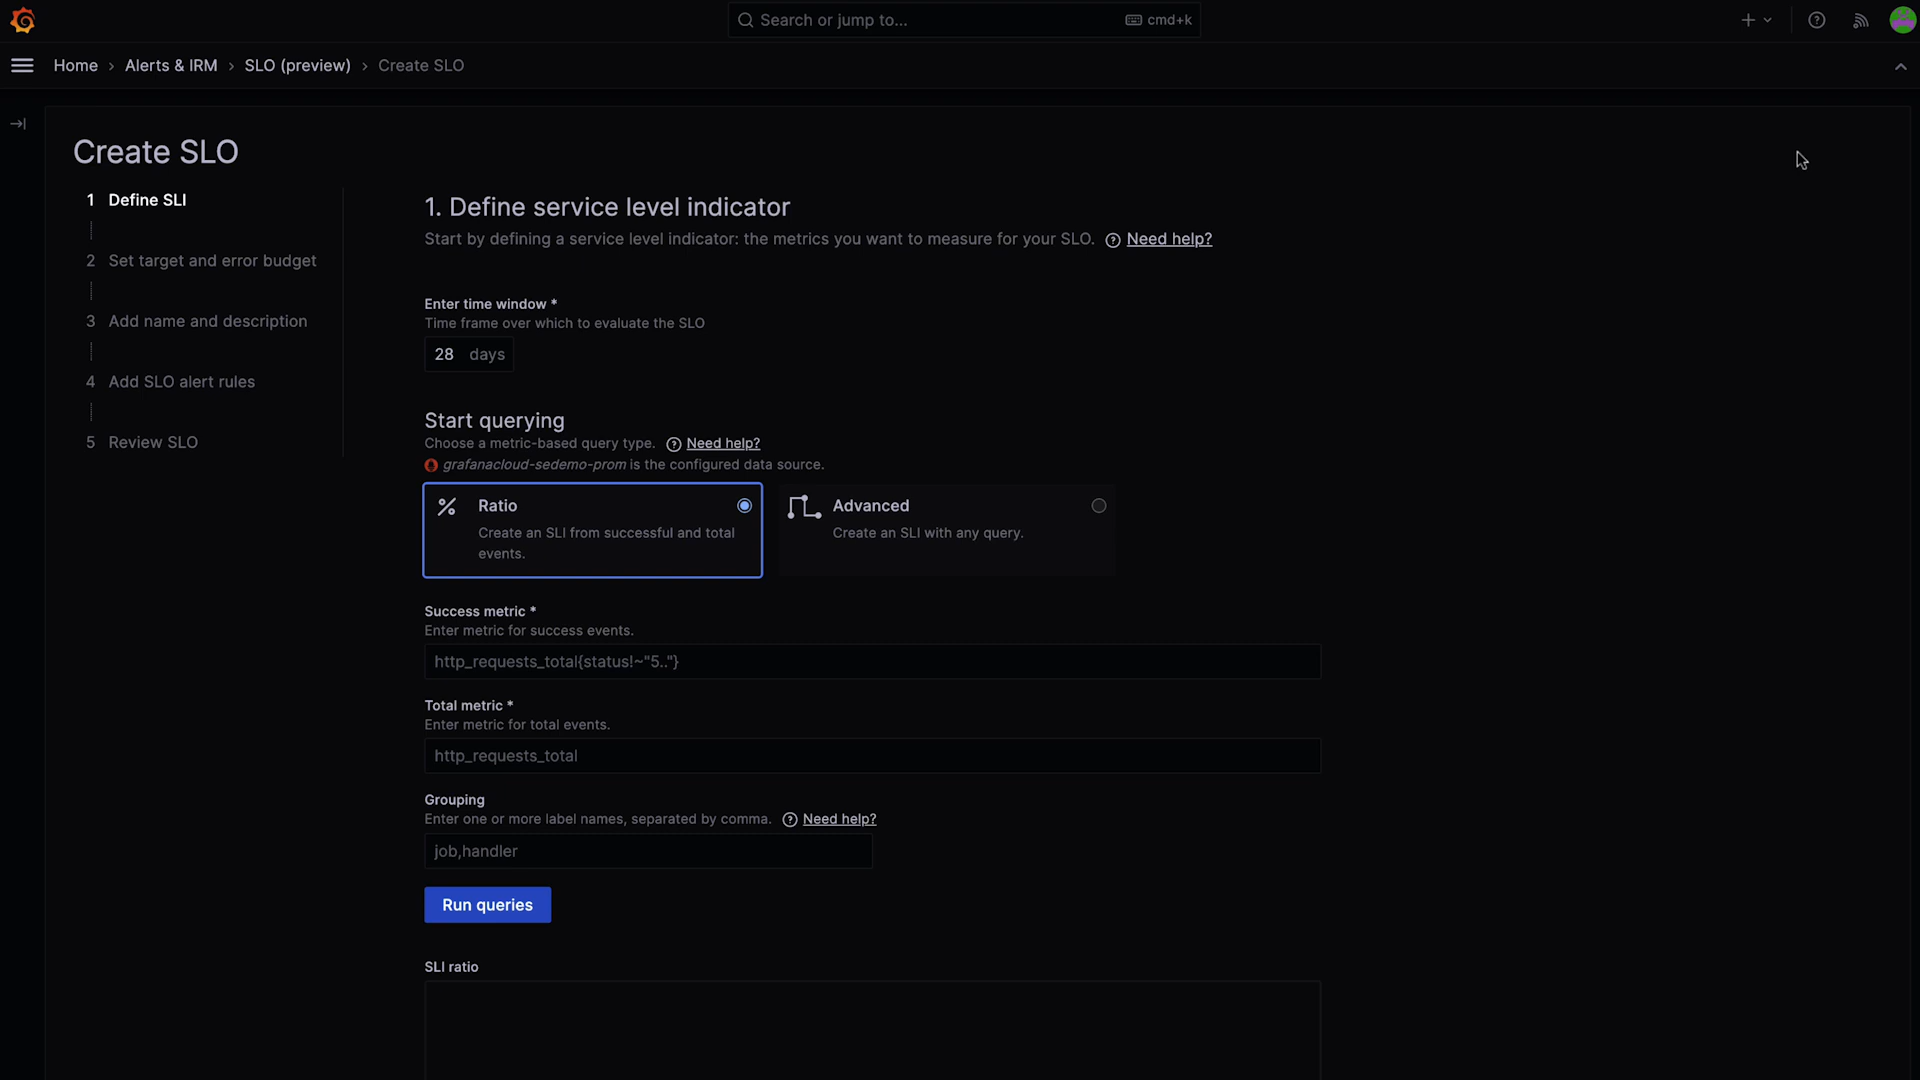 Search or jump to...
cmd+k
Home › Alerts & IRM › SLO (preview) › Create SLO
Create SLO
1 Define SLI
2 Set target and error budget
3 Add name and description
4 Add SLO alert rules
5 Review SLO
1. Define service level indicator
Start by defining a service level indicator: the metrics you want to measure for your SLO. Need help?
Enter time window *
Time frame over which to evaluate the SLO
28 days
Start querying
Choose a metric-based query type. Need help?
grafanacloud-sedemo-prom is the configured data source.
Ratio
Create an SLI from successful and total
events.
Advanced
Create an SLI with any query.
Success metric *
Enter metric for success events.
http_requests_total{status!~"5.."}
Total metric *
Enter metric for total events.
http_requests_total
Grouping
Enter one or more label names, separated by comma. Need help?
job,handler
Run queries
SLI ratio